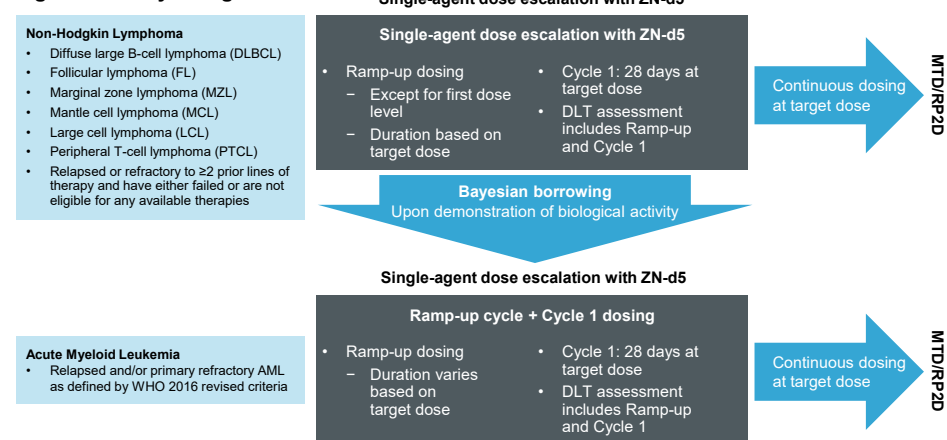 Single-agent dose escalation with ZN-d5
Non-Hodgkin Lymphoma
• Diffuse large B-cell lymphoma (DLBCL)
• Follicular lymphoma (FL)
• Marginal zone lymphoma (MZL)
• Mantle cell lymphoma (MCL)
• Large cell lymphoma (LCL)
• Peripheral T-cell lymphoma (PTCL)
• Relapsed or refractory to ≥2 prior lines of
therapy and have either failed or are not
eligible for any available therapies
Single-agent dose escalation with ZN-d5
• Ramp-up dosing
− Except for first dose
level
− Duration based on
target dose
• Cycle 1: 28 days at
target dose
• DLT assessment
includes Ramp-up
and Cycle 1
Continuous dosing
at target dose
MTD/RP2D
Bayesian borrowing
Upon demonstration of biological activity
Single-agent dose escalation with ZN-d5
Acute Myeloid Leukemia
• Relapsed and/or primary refractory AML
as defined by WHO 2016 revised criteria
Ramp-up cycle + Cycle 1 dosing
• Ramp-up dosing
− Duration varies
based on
target dose
• Cycle 1: 28 days at
target dose
• DLT assessment
includes Ramp-up
and Cycle 1
Continuous dosing
at target dose
MTD/RP2D